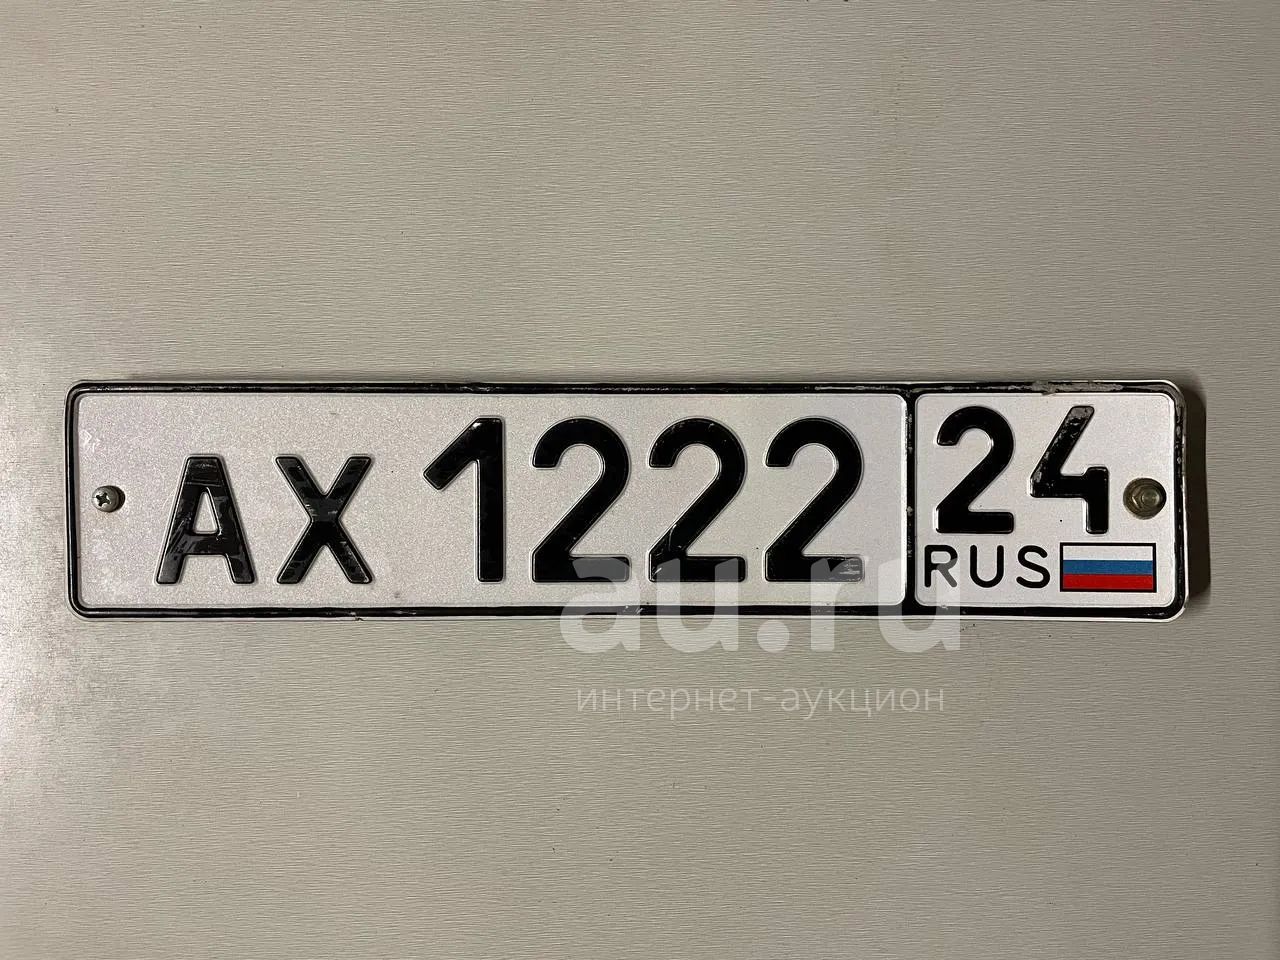 АХ 1222 24
RUS
au.ru
интернет-аукцион